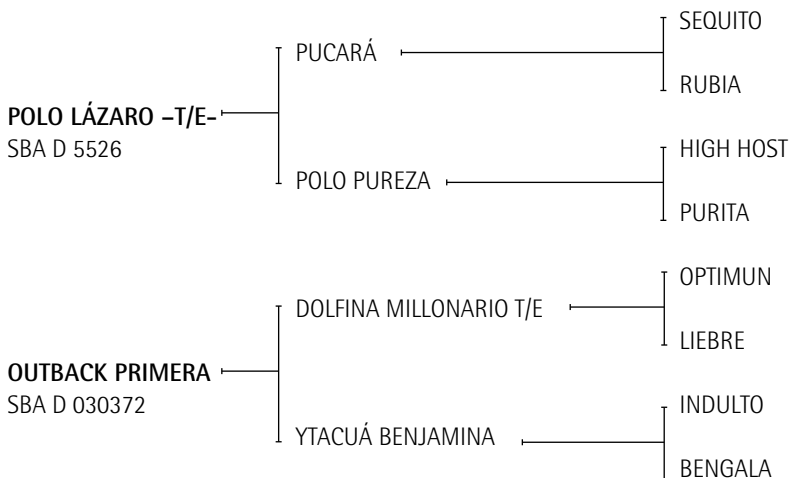 SEQUITO
PUCARÁ
RUBIA
POLO LÁZARO –T/E-
SBA D 5526
HIGH HOST
POLO PUREZA
PURITA
OPTIMUN
DOLFINA MILLONARIO T/E
LIEBRE
OUTBACK PRIMERA
SBA D 030372
INDULTO
YTACUÁ BENJAMINA
BENGALA